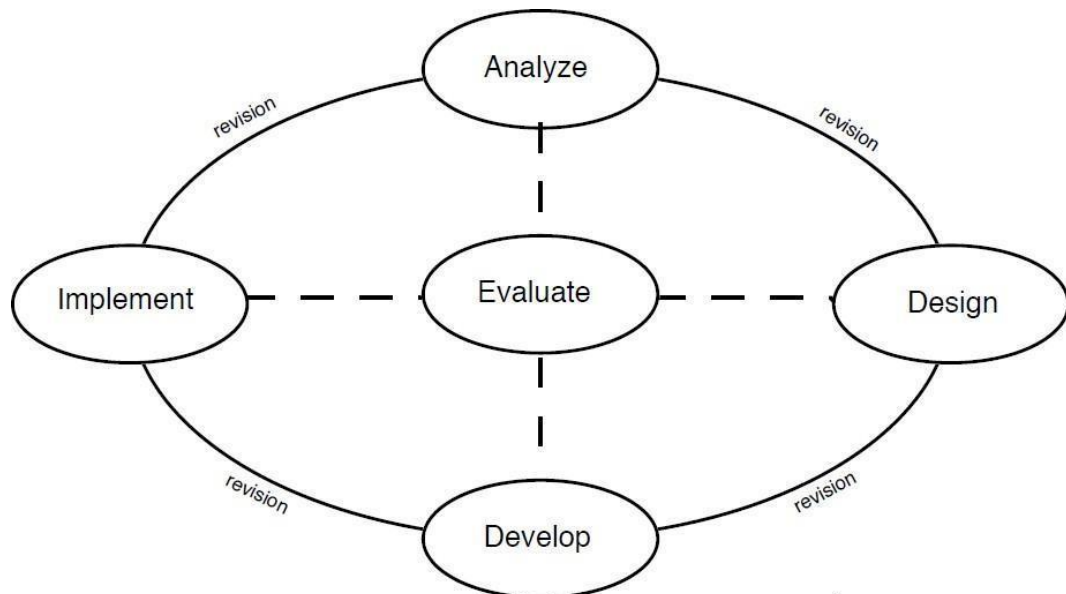 Analyze
revision
revision
Implement
Evaluate
Design
revision
revision
Develop